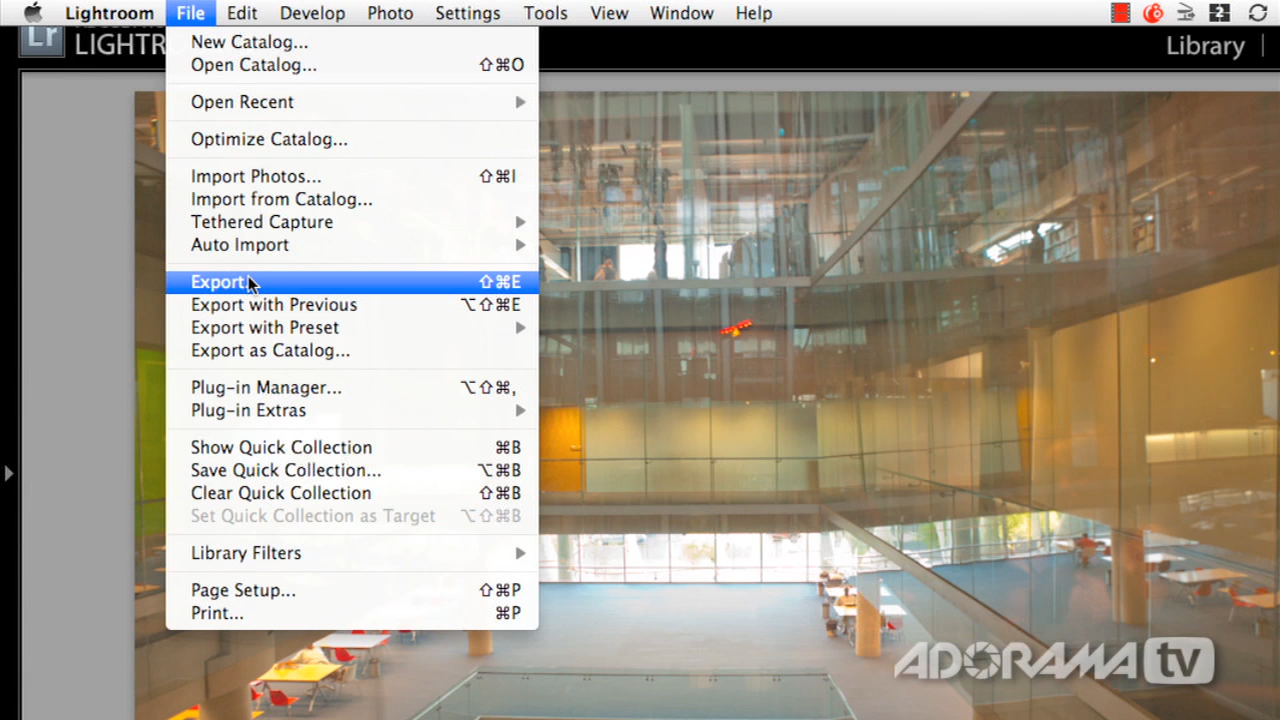 Lightroom File Edit Develop Photo Settings Tools View Window Help
Lr LIGHTR
Library
New Catalog...
Open Catalog... ⇧⌘O
Open Recent
Optimize Catalog...
Import Photos... ⇧⌘I
Import from Catalog...
Tethered Capture
Auto Import
Export ⇧⌘E
Export with Previous ⌥⇧⌘E
Export with Preset
Export as Catalog...
Plug-in Manager... ⌥⇧⌘,
Plug-in Extras
Show Quick Collection ⌘B
Save Quick Collection... ⌥⌘B
Clear Quick Collection ⇧⌘B
Set Quick Collection as Target ⌥⇧⌘B
Library Filters
Page Setup... ⇧⌘P
Print... ⌘P
ADORAMA tv